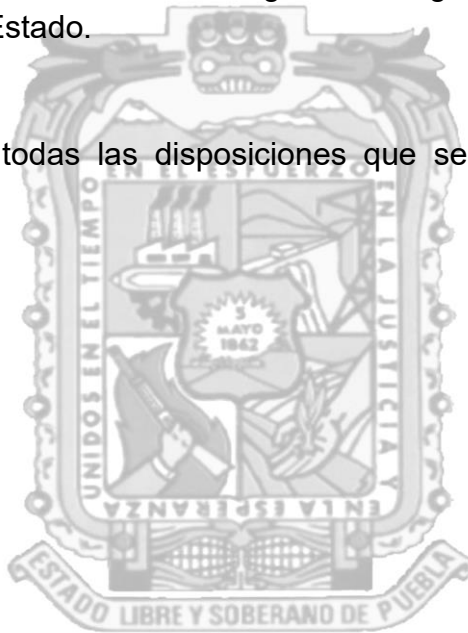 Estado.
todas las disposiciones que se
EN EL ESFUERZO
EN LA JUSTICIA Y
EN LA ESPERANZA
UNIDOS EN EL TIEMPO
5
MAYO
1862
ESTADO LIBRE Y SOBERANO DE PUEBLA